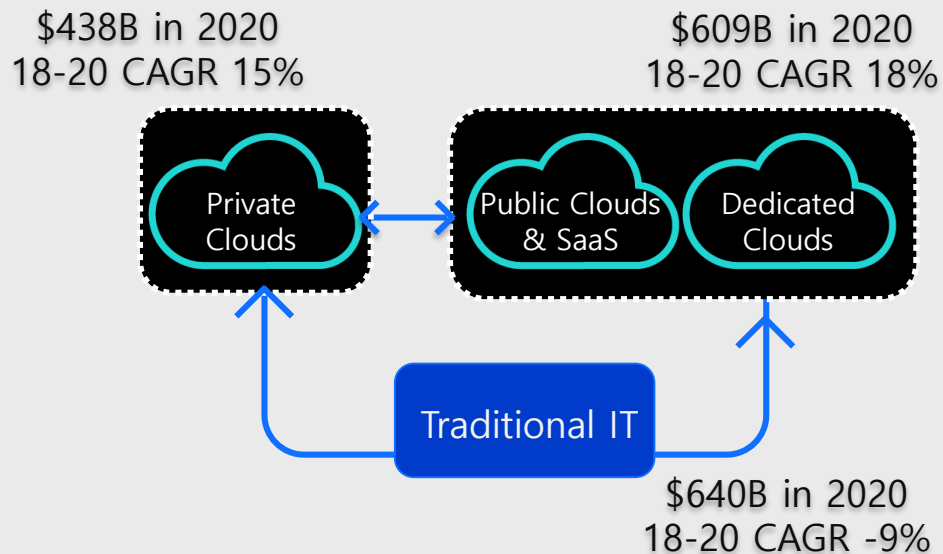 $438B in 2020
18-20 CAGR 15%
$609B in 2020
18-20 CAGR 18%
Private
Clouds
Public Clouds
& SaaS
Dedicated
Clouds
Traditional IT
$640B in 2020
18-20 CAGR -9%